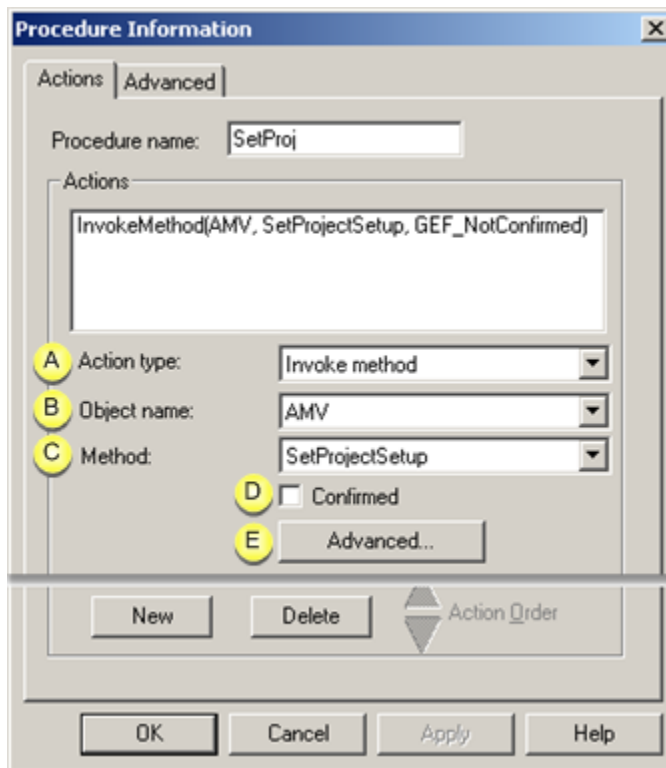 Procedure Information
Actions
Advanced
Procedure name:
SetProj
Actions
InvokeMethod(AMV, SetProjectSetup, GEF_NotConfirmed)
A
Action type:
Invoke method
B
Object name:
AMV
C
Method:
SetProjectSetup
D
Confirmed
E
Advanced...
New
Delete
Action Order
OK
Cancel
Apply
Help